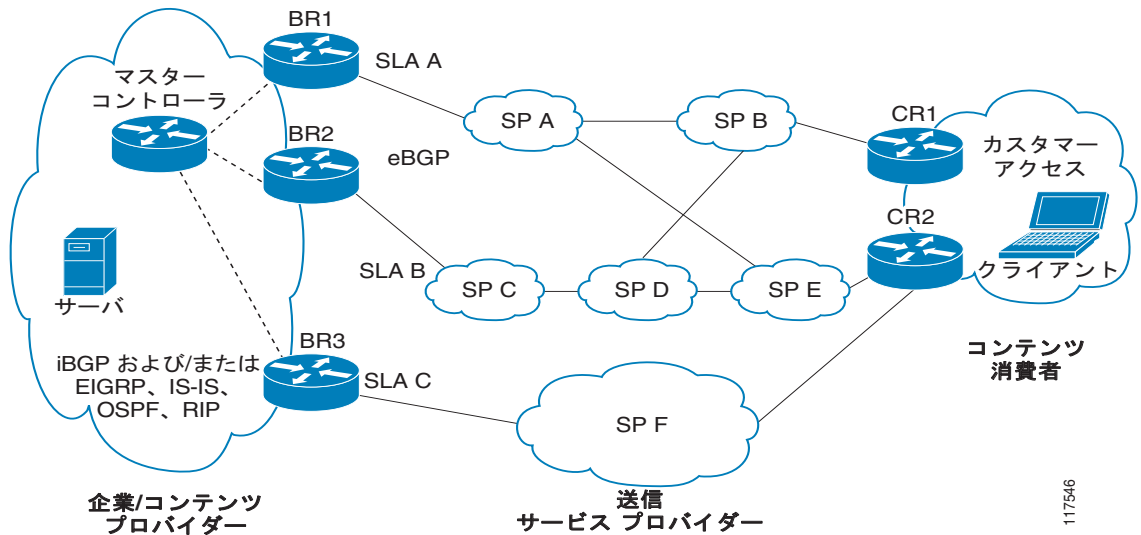 BR1
SLA A
マスター
コントローラ
BR2
eBGP
SP A
SP B
CR1
カスタマー
アクセス
CR2
サーバ
SLA B
SP C
SP D
SP E
クライアント
BR3
iBGP および/または
EIGRP、IS-IS、
OSPF、RIP
SLA C
SP F
コンテンツ
消費者
企業/コンテンツ
プロバイダー
送信
サービス プロバイダー
117546